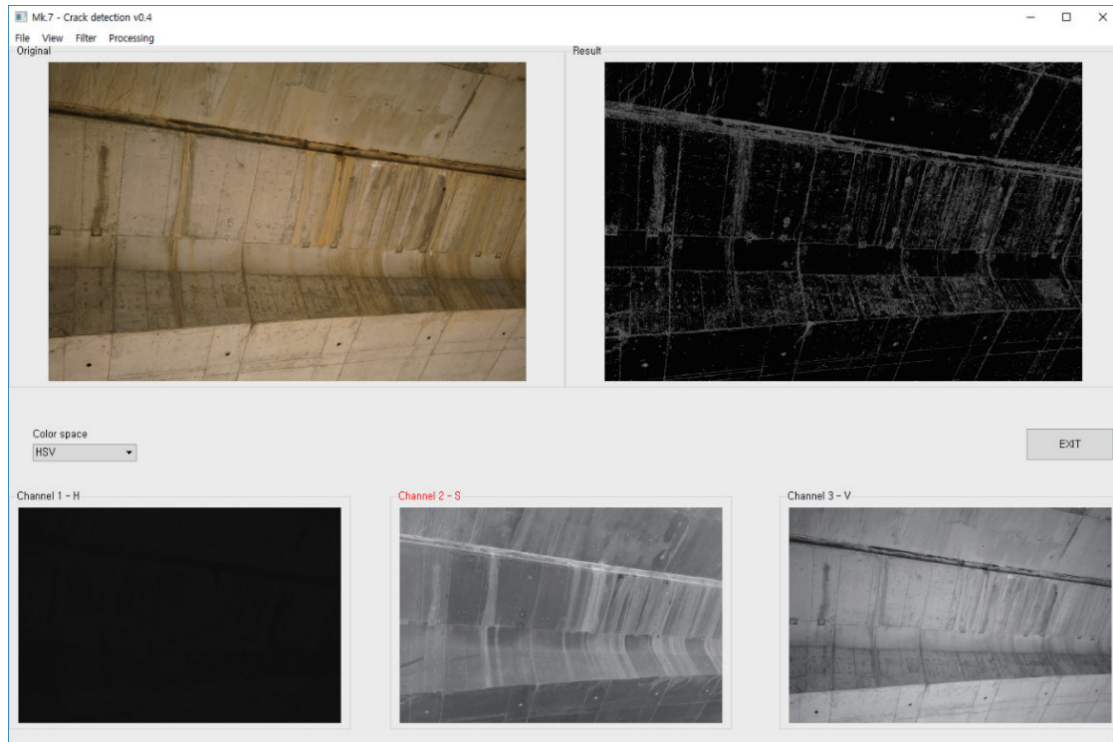 Mk.7 - Crack detection v0.4
File View Filter Processing
Original
Result
Color space
HSV
EXIT
Channel 1 - H
Channel 2 - S
Channel 3 - V